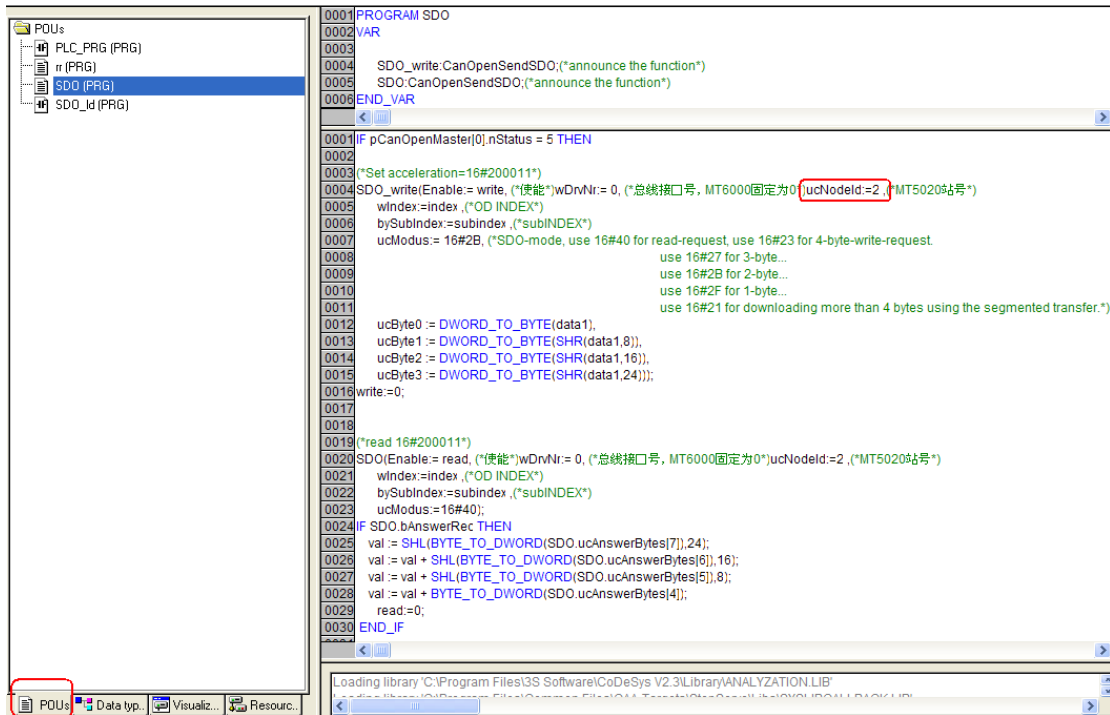 POUs
PLC_PRG (PRG)
rr (PRG)
SDO (PRG)
SDO_ld (PRG)
POUs
Data typ..
Visualiz...
Resourc..
0001 PROGRAM SDO
0002 VAR
0003
0004 SDO_write:CanOpenSendSDO;(*announce the function*)
0005 SDO:CanOpenSendSDO;(*announce the function*)
0006 END_VAR
0001 IF pCanOpenMaster[0].nStatus = 5 THEN
0002
0003 (*Set acceleration=16#200011*)
0004 SDO_write(Enable:= write, (*使能*)wDrvNr:= 0, (*总线接口号，MT6000固定为0*)ucNodeId:=2 ,(*MT5020站号*)
0005 wIndex:=index ,(*OD INDEX*)
0006 bySubIndex:=subindex ,(*subINDEX*)
0007 ucModus:= 16#2B, (*SDO-mode, use 16#40 for read-request, use 16#23 for 4-byte-write-request.
0008 use 16#27 for 3-byte...
0009 use 16#2B for 2-byte...
0010 use 16#2F for 1-byte...
0011 use 16#21 for downloading more than 4 bytes using the segmented transfer.*)
0012 ucByte0 := DWORD_TO_BYTE(data1),
0013 ucByte1 := DWORD_TO_BYTE(SHR(data1,8)),
0014 ucByte2 := DWORD_TO_BYTE(SHR(data1,16)),
0015 ucByte3 := DWORD_TO_BYTE(SHR(data1,24)));
0016 write:=0;
0017
0018
0019 (*read 16#200011*)
0020 SDO(Enable:= read, (*使能*)wDrvNr:= 0, (*总线接口号，MT6000固定为0*)ucNodeId:=2 ,(*MT5020站号*)
0021 wIndex:=index ,(*OD INDEX*)
0022 bySubIndex:=subindex ,(*subINDEX*)
0023 ucModus:=16#40);
0024 IF SDO.bAnswerRec THEN
0025 val := SHL(BYTE_TO_DWORD(SDO.ucAnswerBytes[7]),24);
0026 val := val + SHL(BYTE_TO_DWORD(SDO.ucAnswerBytes[6]),16);
0027 val := val + SHL(BYTE_TO_DWORD(SDO.ucAnswerBytes[5]),8);
0028 val := val + BYTE_TO_DWORD(SDO.ucAnswerBytes[4]);
0029 read:=0;
0030 END_IF
Loading library 'C:\Program Files\3S Software\CoDeSys V2.3\Library\ANALYZATION.LIB'